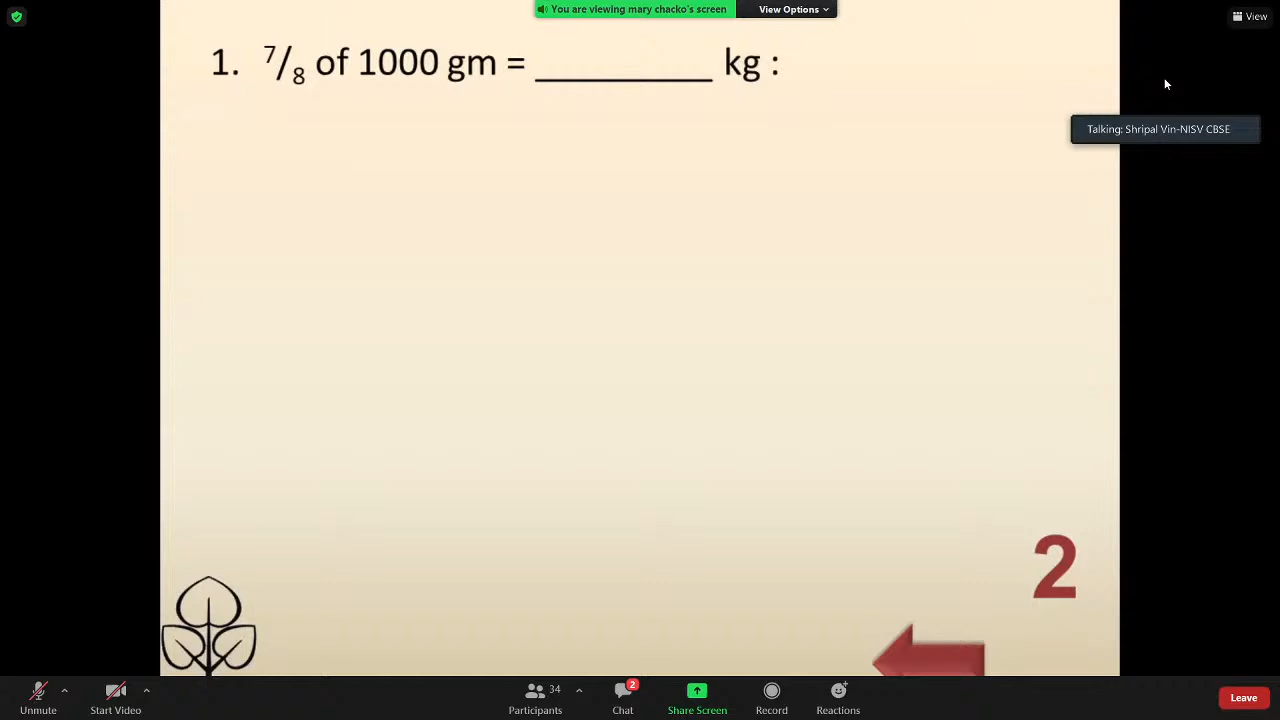 You are viewing mary chacko's screen
View Options
View
1. 7/8 of 1000 gm = __________ kg :
Talking: Shripal Vin-NISV CBSE
2
Unmute
Start Video
34
Participants
2
Chat
Share Screen
Record
Reactions
Leave